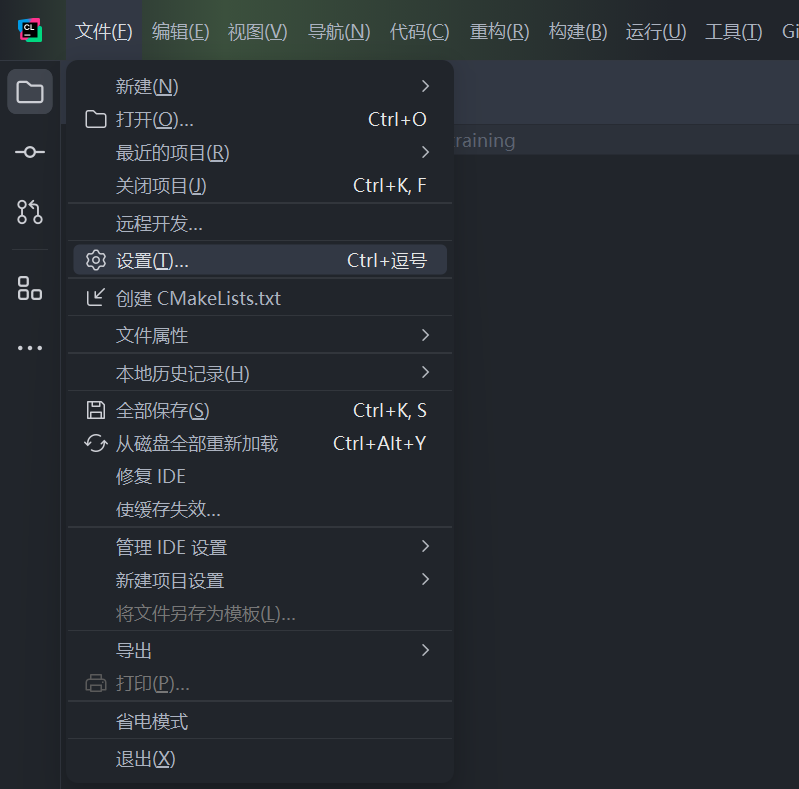 CL
文件(F) 编辑(E) 视图(V) 导航(N) 代码(C) 重构(R) 构建(B) 运行(U) 工具(T) Gi
新建(N)
打开(O)... Ctrl+O
raining
最近的项目(R)
关闭项目(J) Ctrl+K, F
远程开发...
设置(T)... Ctrl+逗号
创建 CMakeLists.txt
文件属性
本地历史记录(H)
全部保存(S) Ctrl+K, S
从磁盘全部重新加载 Ctrl+Alt+Y
修复 IDE
使缓存失效...
管理 IDE 设置
新建项目设置
将文件另存为模板(L)...
导出
打印(P)...
省电模式
退出(X)